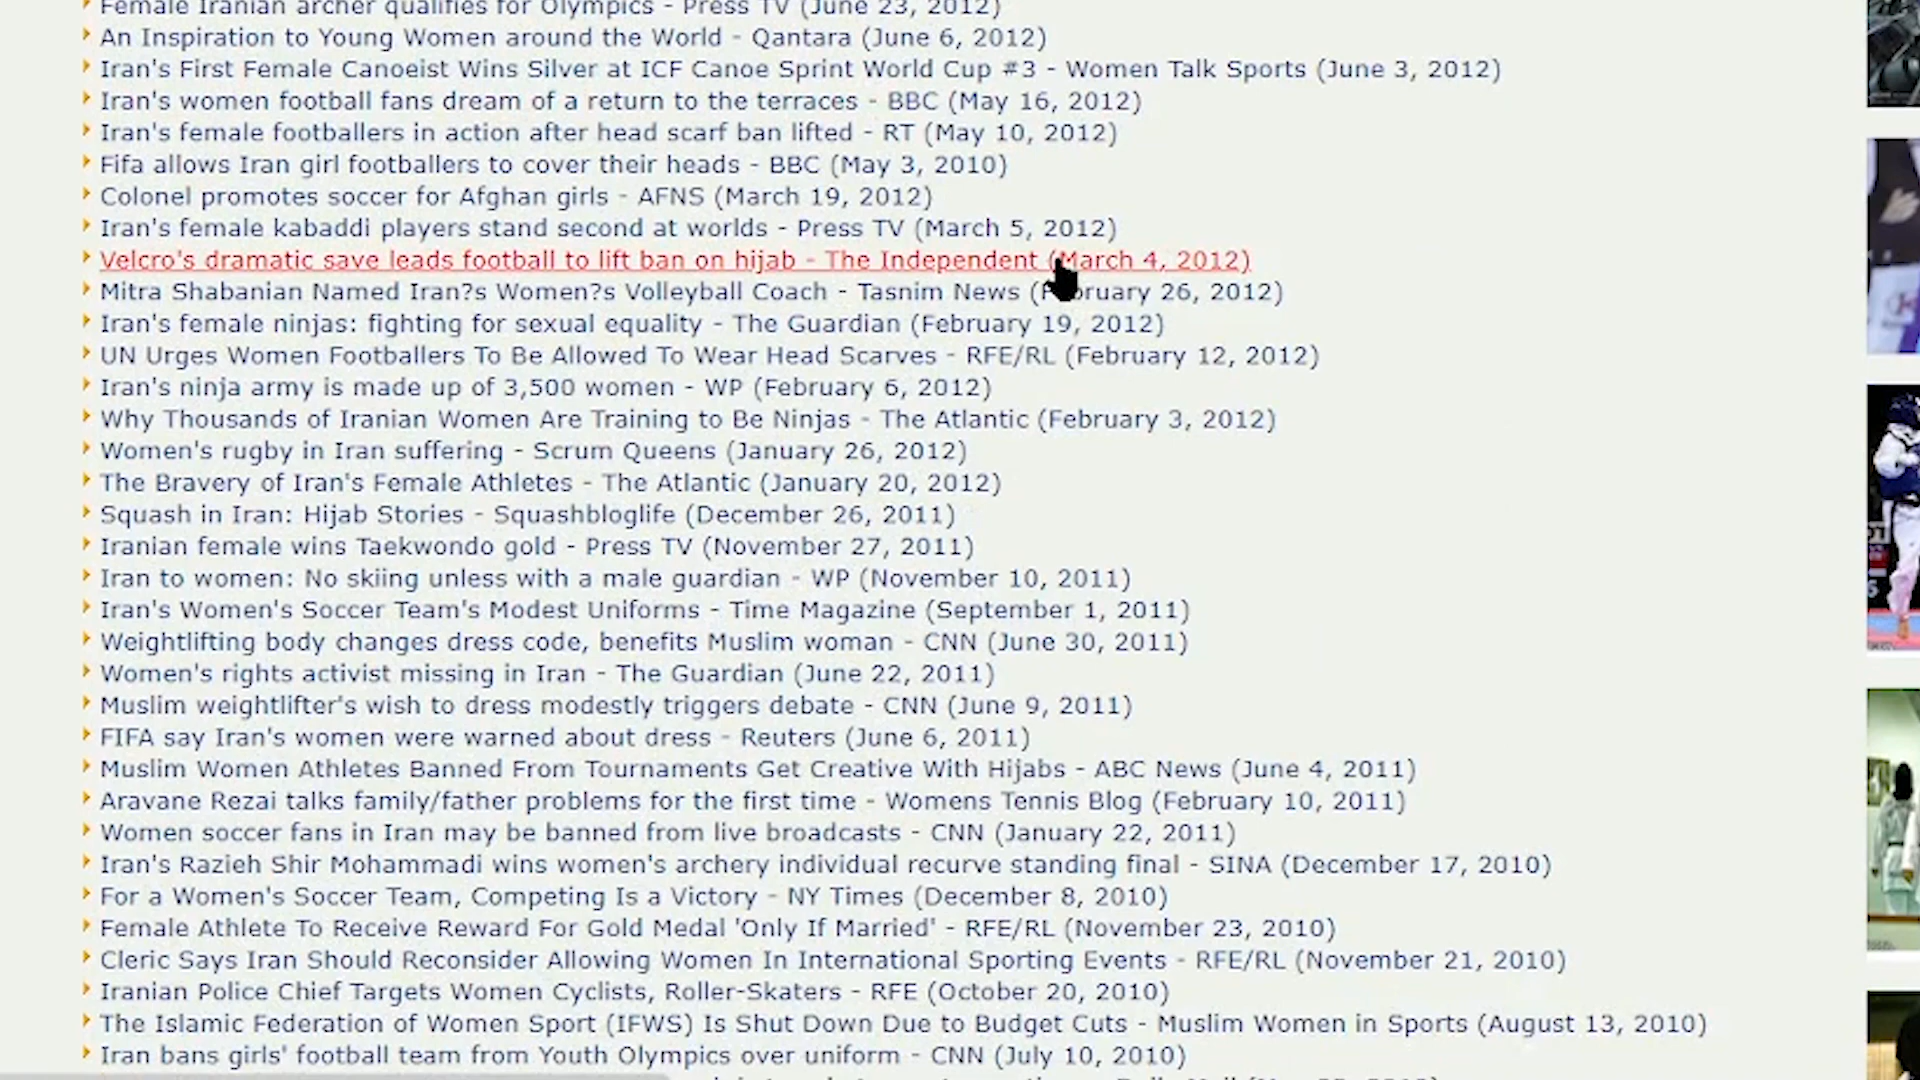 Female Iranian archer qualifies for Olympics - Press TV (June 23, 2012)
An Inspiration to Young Women around the World - Qantara (June 6, 2012)
Iran's First Female Canoeist Wins Silver at ICF Canoe Sprint World Cup #3 - Women Talk Sports (June 3, 2012)
Iran's women football fans dream of a return to the terraces - BBC (May 16, 2012)
Iran's female footballers in action after head scarf ban lifted - RT (May 10, 2012)
Fifa allows Iran girl footballers to cover their heads - BBC (May 3, 2010)
Colonel promotes soccer for Afghan girls - AFNS (March 19, 2012)
Iran's female kabaddi players stand second at worlds - Press TV (March 5, 2012)
Velcro's dramatic save leads football to lift ban on hijab - The Independent (March 4, 2012)
Mitra Shabanian Named Iran?s Women?s Volleyball Coach - Tasnim News (February 26, 2012)
Iran's female ninjas: fighting for sexual equality - The Guardian (February 19, 2012)
UN Urges Women Footballers To Be Allowed To Wear Head Scarves - RFE/RL (February 12, 2012)
Iran's ninja army is made up of 3,500 women - WP (February 6, 2012)
Why Thousands of Iranian Women Are Training to Be Ninjas - The Atlantic (February 3, 2012)
Women's rugby in Iran suffering - Scrum Queens (January 26, 2012)
The Bravery of Iran's Female Athletes - The Atlantic (January 20, 2012)
Squash in Iran: Hijab Stories - Squashbloglife (December 26, 2011)
Iranian female wins Taekwondo gold - Press TV (November 27, 2011)
Iran to women: No skiing unless with a male guardian - WP (November 10, 2011)
Iran's Women's Soccer Team's Modest Uniforms - Time Magazine (September 1, 2011)
Weightlifting body changes dress code, benefits Muslim woman - CNN (June 30, 2011)
Women's rights activist missing in Iran - The Guardian (June 22, 2011)
Muslim weightlifter's wish to dress modestly triggers debate - CNN (June 9, 2011)
FIFA say Iran's women were warned about dress - Reuters (June 6, 2011)
Muslim Women Athletes Banned From Tournaments Get Creative With Hijabs - ABC News (June 4, 2011)
Aravane Rezai talks family/father problems for the first time - Womens Tennis Blog (February 10, 2011)
Women soccer fans in Iran may be banned from live broadcasts - CNN (January 22, 2011)
Iran's Razieh Shir Mohammadi wins women's archery individual recurve standing final - SINA (December 17, 2010)
For a Women's Soccer Team, Competing Is a Victory - NY Times (December 8, 2010)
Female Athlete To Receive Reward For Gold Medal 'Only If Married' - RFE/RL (November 23, 2010)
Cleric Says Iran Should Reconsider Allowing Women In International Sporting Events - RFE/RL (November 21, 2010)
Iranian Police Chief Targets Women Cyclists, Roller-Skaters - RFE (October 20, 2010)
The Islamic Federation of Women Sport (IFWS) Is Shut Down Due to Budget Cuts - Muslim Women in Sports (August 13, 2010)
Iran bans girls' football team from Youth Olympics over uniform - CNN (July 10, 2010)